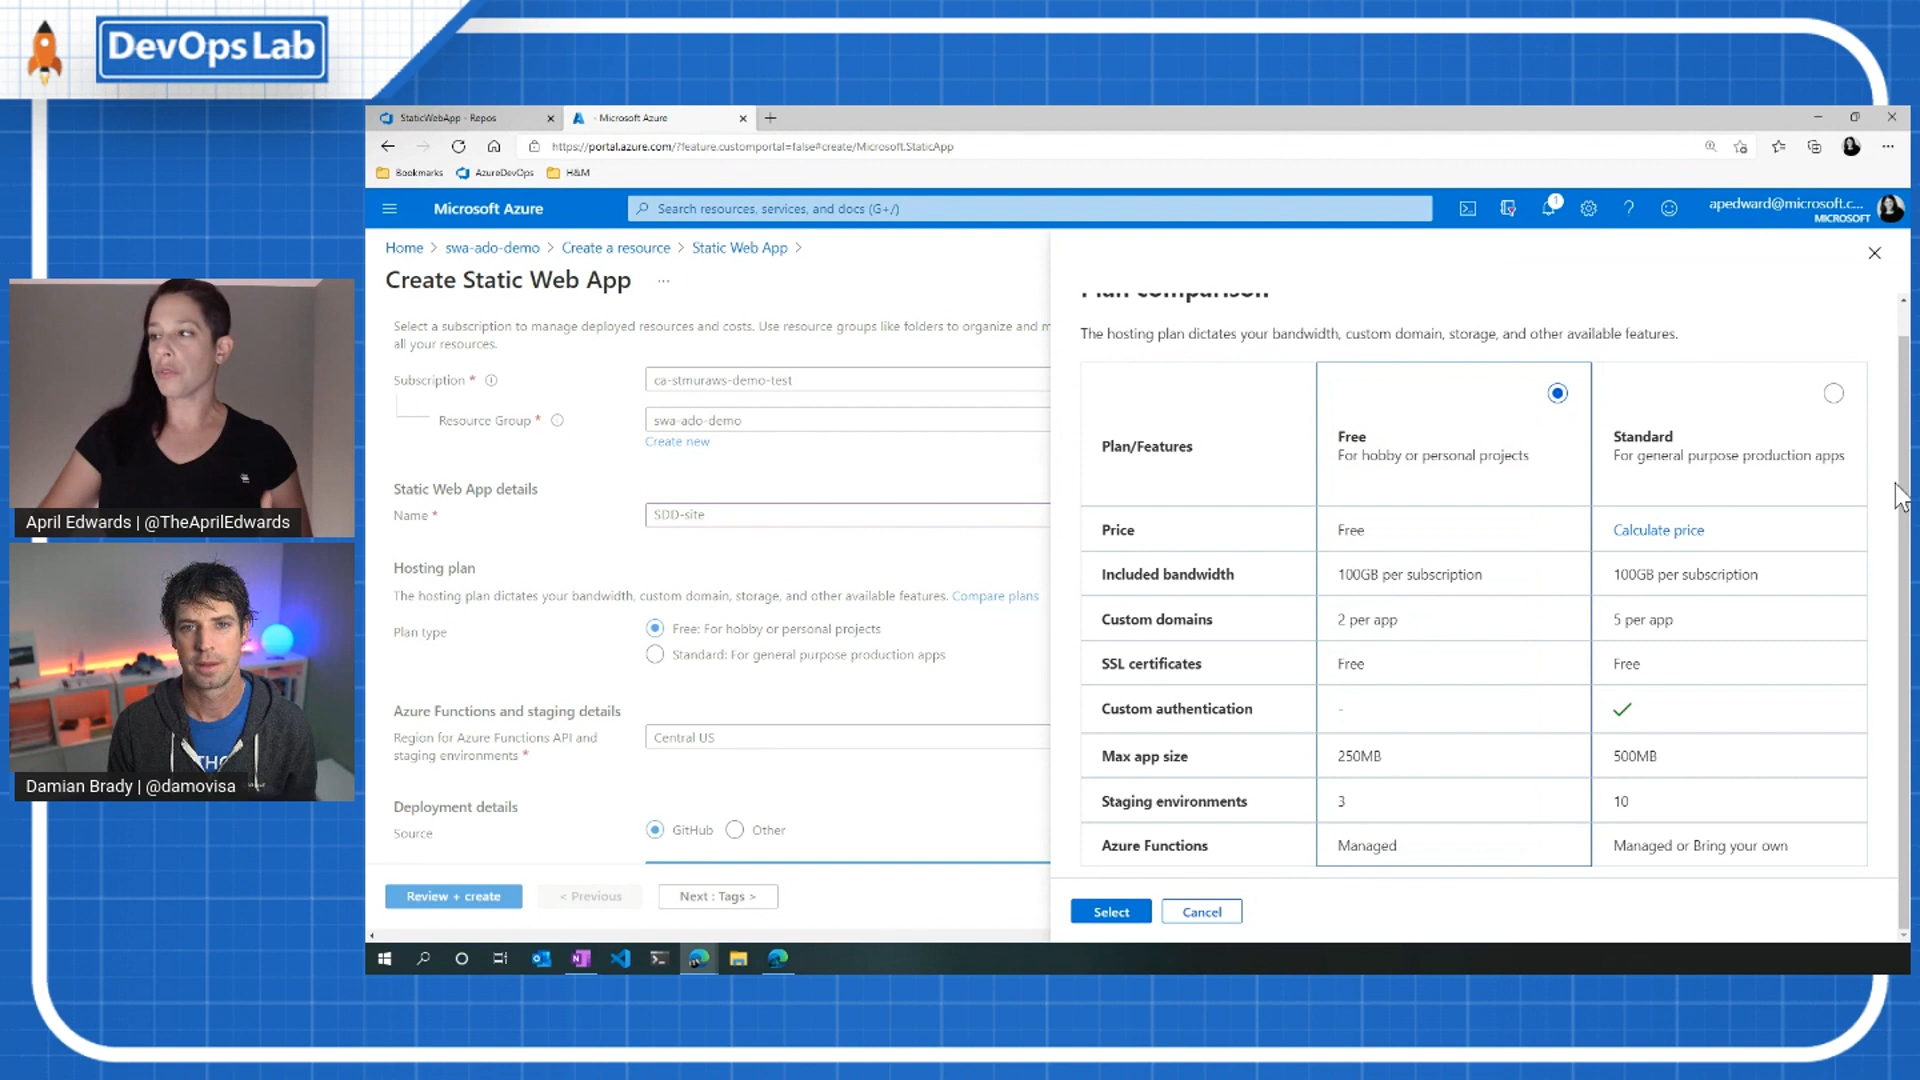 DevOps Lab
StaticWebApp - Repos
- Microsoft Azure
https://portal.azure.com/?feature.customportal=false#create/Microsoft.StaticApp
Bookmarks
AzureDevOps
H&M
Microsoft Azure
Search resources, services, and docs (G+/)
1
apedward@microsoft.c...
MICROSOFT
Home > swa-ado-demo > Create a resource > Static Web App >
Create Static Web App
...
Select a subscription to manage deployed resources and costs. Use resource groups like folders to organize and m
all your resources.
Subscription *
ca-stmuraws-demo-test
Resource Group *
swa-ado-demo
Create new
Static Web App details
Name *
SDD-site
Hosting plan
The hosting plan dictates your bandwidth, custom domain, storage, and other available features. Compare plans
Plan type
Free: For hobby or personal projects
Standard: For general purpose production apps
Azure Functions and staging details
Region for Azure Functions API and
staging environments *
Central US
Deployment details
Source
GitHub
Other
Review + create
< Previous
Next : Tags >
Plan comparison
The hosting plan dictates your bandwidth, custom domain, storage, and other available features.
Plan/Features
Free
For hobby or personal projects
Standard
For general purpose production apps
Price
Free
Calculate price
Included bandwidth
100GB per subscription
100GB per subscription
Custom domains
2 per app
5 per app
SSL certificates
Free
Free
Custom authentication
-
Max app size
250MB
500MB
Staging environments
3
10
Azure Functions
Managed
Managed or Bring your own
Select
Cancel
April Edwards | @TheAprilEdwards
Damian Brady | @damovisa